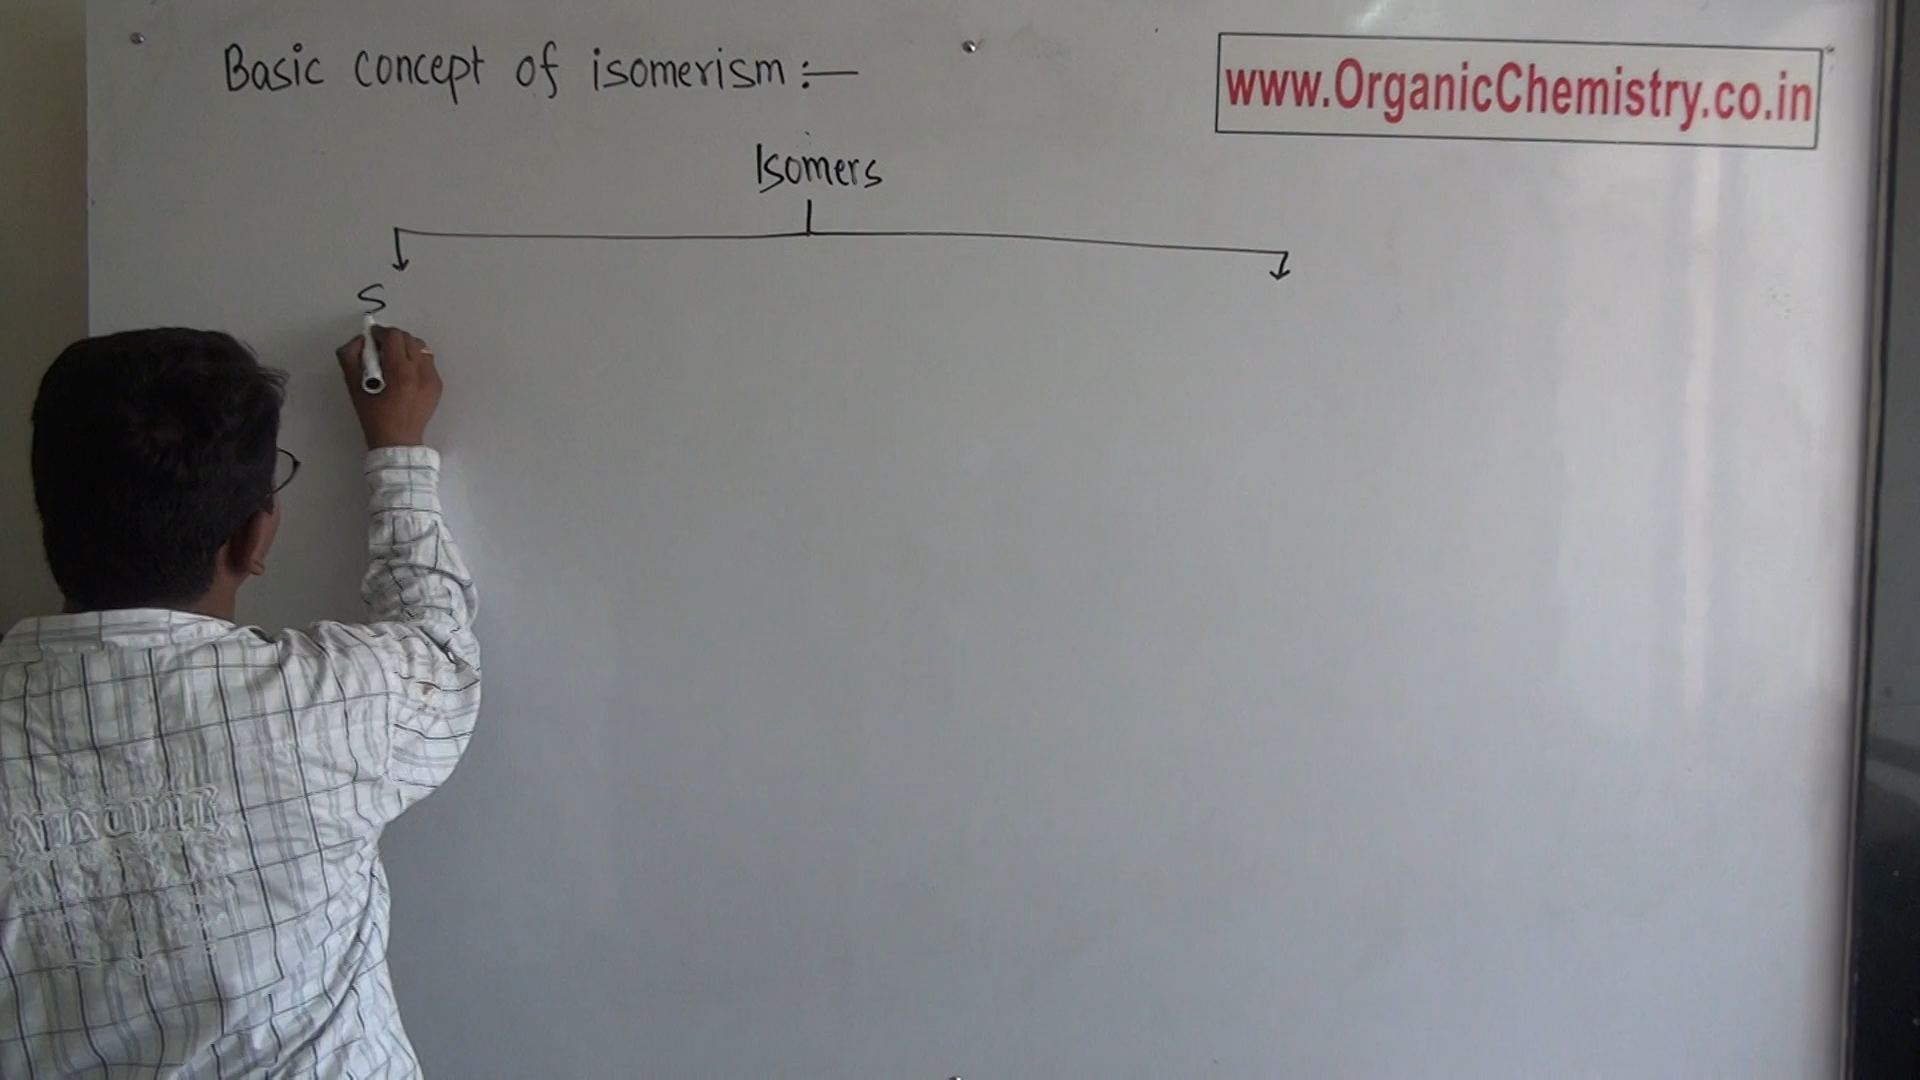 Basic concept of isomerism :—
www.OrganicChemistry.co.in
Isomers
S